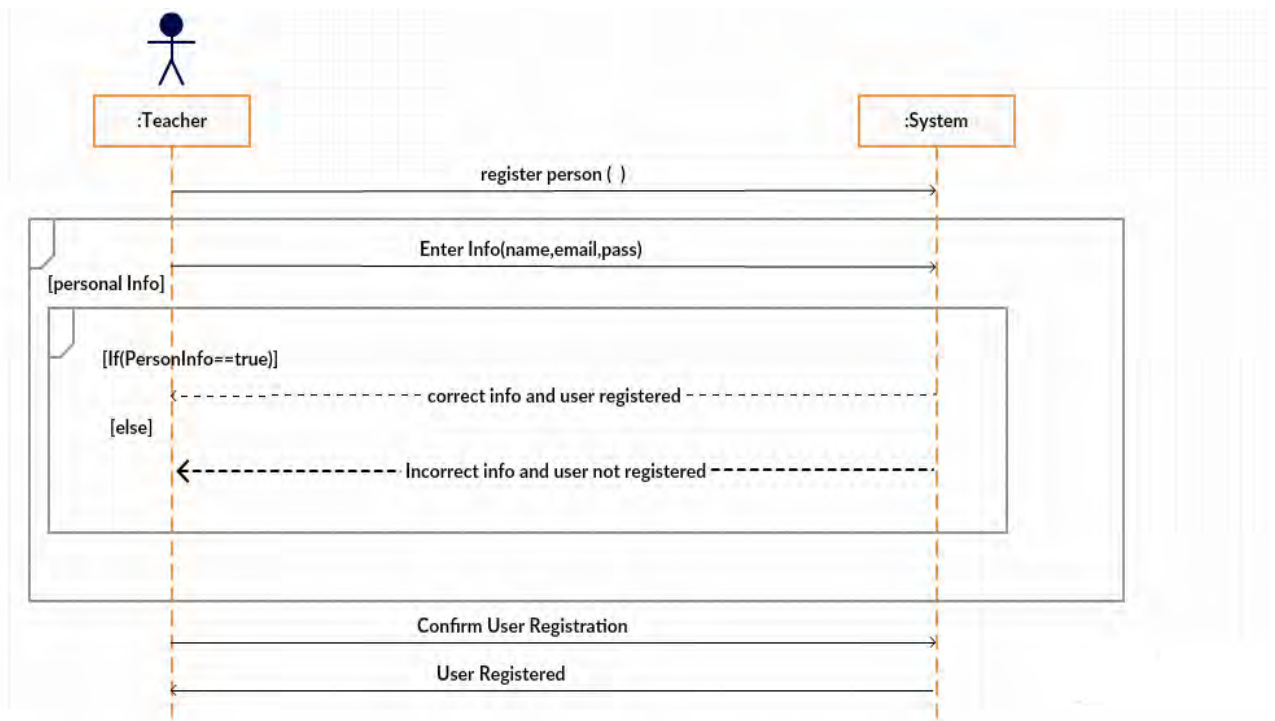 :Teacher
:System
register person ( )
Enter Info(name,email,pass)
[personal Info]
[If(PersonInfo==true)]
correct info and user registered
[else]
Incorrect info and user not registered
Confirm User Registration
User Registered